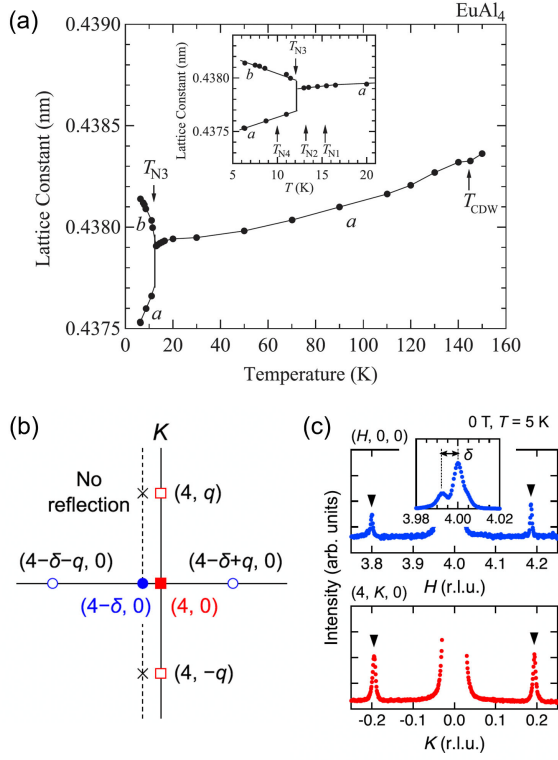 (a)
EuAl4
Lattice Constant (nm)
0.4390
0.4385
0.4380
0.4375
TN3
b
a
a
TCDW
0 20 40 60 80 100 120 140 160
Temperature (K)
Lattice Constant (nm)
0.4380
0.4375
TN3
b
a
a
TN4
TN2
TN1
10 15 20
T (K)
(b)
K
No
reflection
(4, q)
(4−δ−q, 0)
(4−δ+q, 0)
(4−δ, 0)
(4, 0)
(4, −q)
(c)
0 T, T = 5 K
(H, 0, 0)
δ
3.98 4.00 4.02
Intensity (arb. units)
3.8 3.9 4.0 4.1 4.2
H (r.l.u.)
(4, K, 0)
-0.2 -0.1 0.0 0.1 0.2
K (r.l.u.)